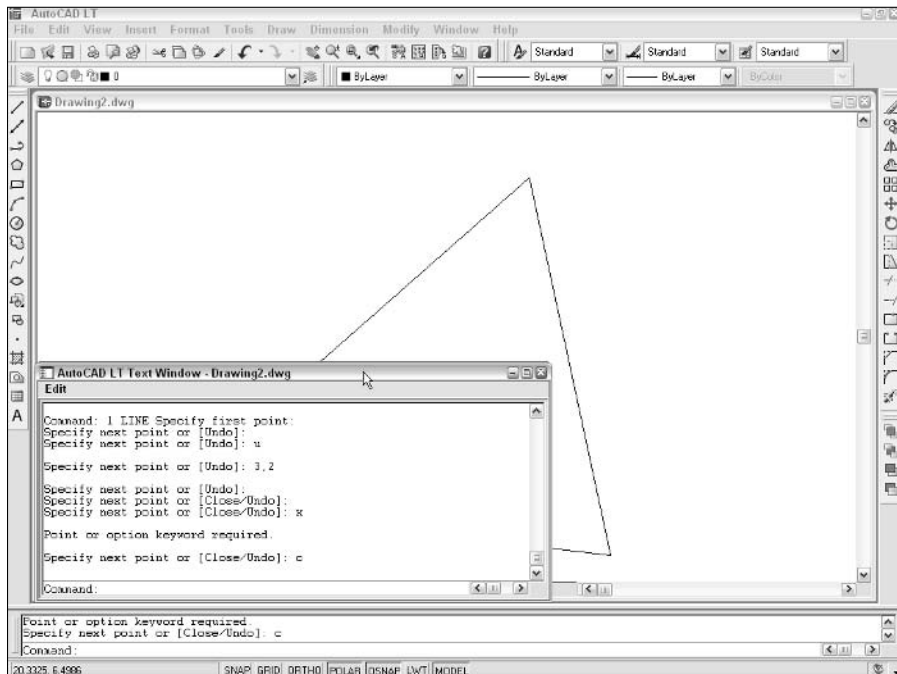 AutoCAD LT
File Edit View Insert Format Tools Draw Dimension Modify Window Help
Standard Standard Standard
0 ByLayer ByLayer ByLayer ByColor
Drawing2.dwg
AutoCAD LT Text Window - Drawing2.dwg
Edit
Command: l LINE Specify first point:
Specify next point or [Undo]:
Specify next point or [Undo]: u
Specify next point or [Undo]: 3,2
Specify next point or [Undo]:
Specify next point or [Close/Undo]:
Specify next point or [Close/Undo]: x
Point or option keyword required.
Specify next point or [Close/Undo]: c
Command:
A
Point or option keyword required.
Specify next point or [Close/Undo]: c
Command:
20.3325, 6.4986 SNAP GRID ORTHO POLAR OSNAP LWT MODEL